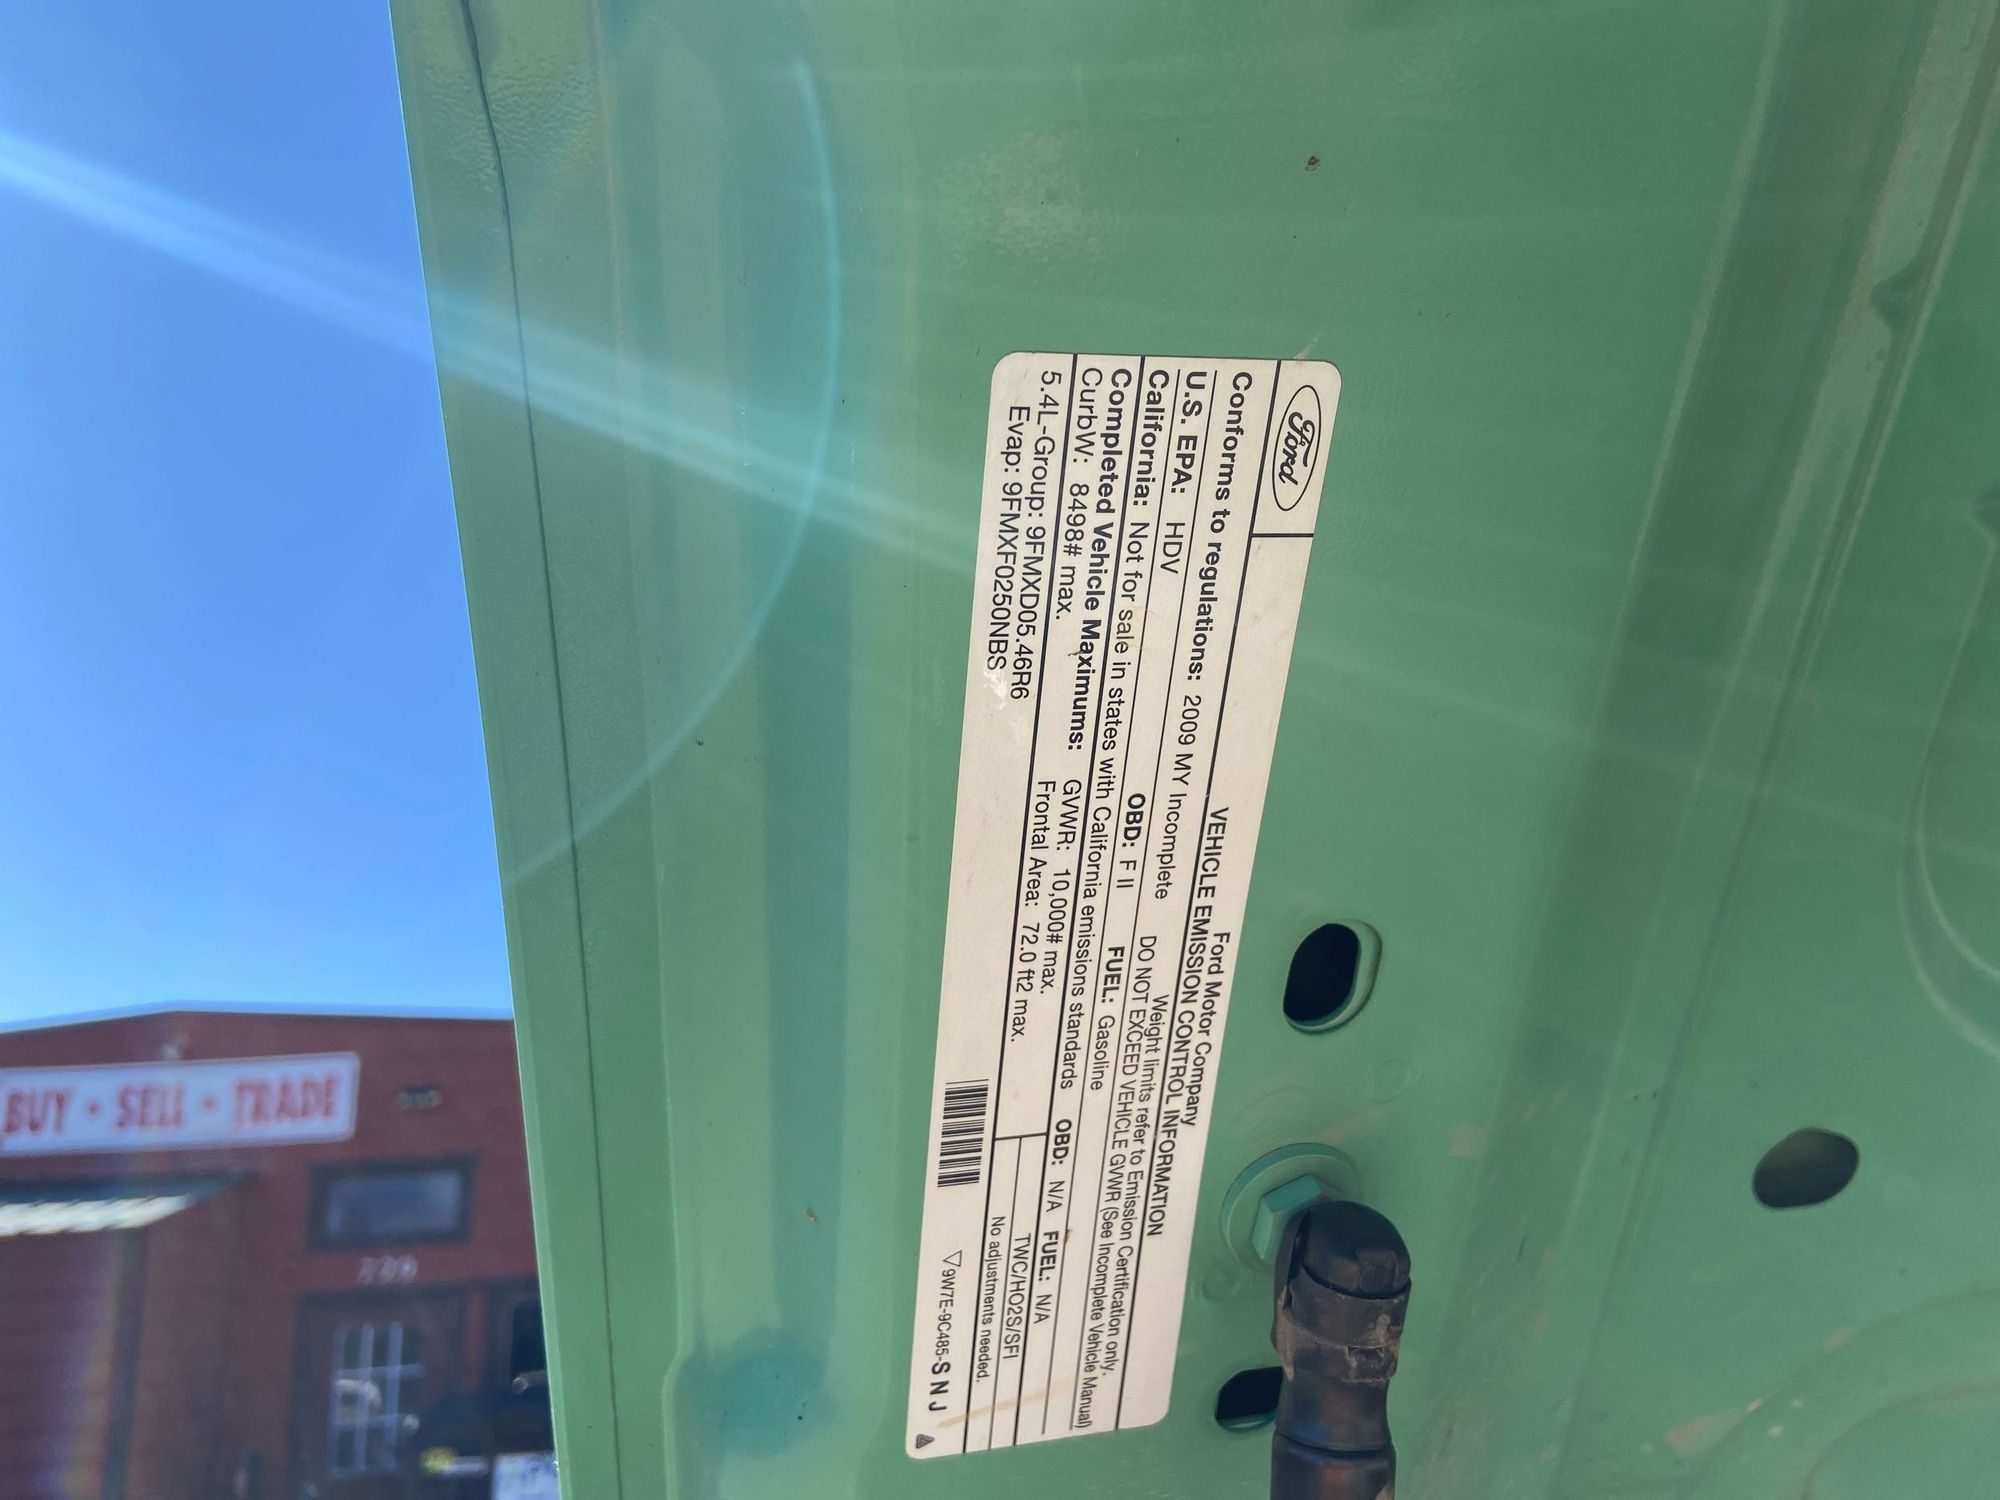 Ford
Ford Motor Company
VEHICLE EMISSION CONTROL INFORMATION
Conforms to regulations: 2009 MY Incomplete
Weight limits refer to Emission Certification only.
DO NOT EXCEED VEHICLE GVWR (See Incomplete Vehicle Manual)
U.S. EPA: HDV OBD: F II FUEL: Gasoline
California: Not for sale in states with California emissions standards OBD: N/A FUEL: N/A
Completed Vehicle Maximums: GVWR: 10,000# max.
CurbW: 8498# max. Frontal Area: 72.0 ft2 max.
TWC/HO2S/SFI
No adjustments needed.
5.4L-Group: 9FMXD05.46R6
Evap: 9FMXF0250NBS
9W7E-9C485-S N J
BUY • SELL • TRADE